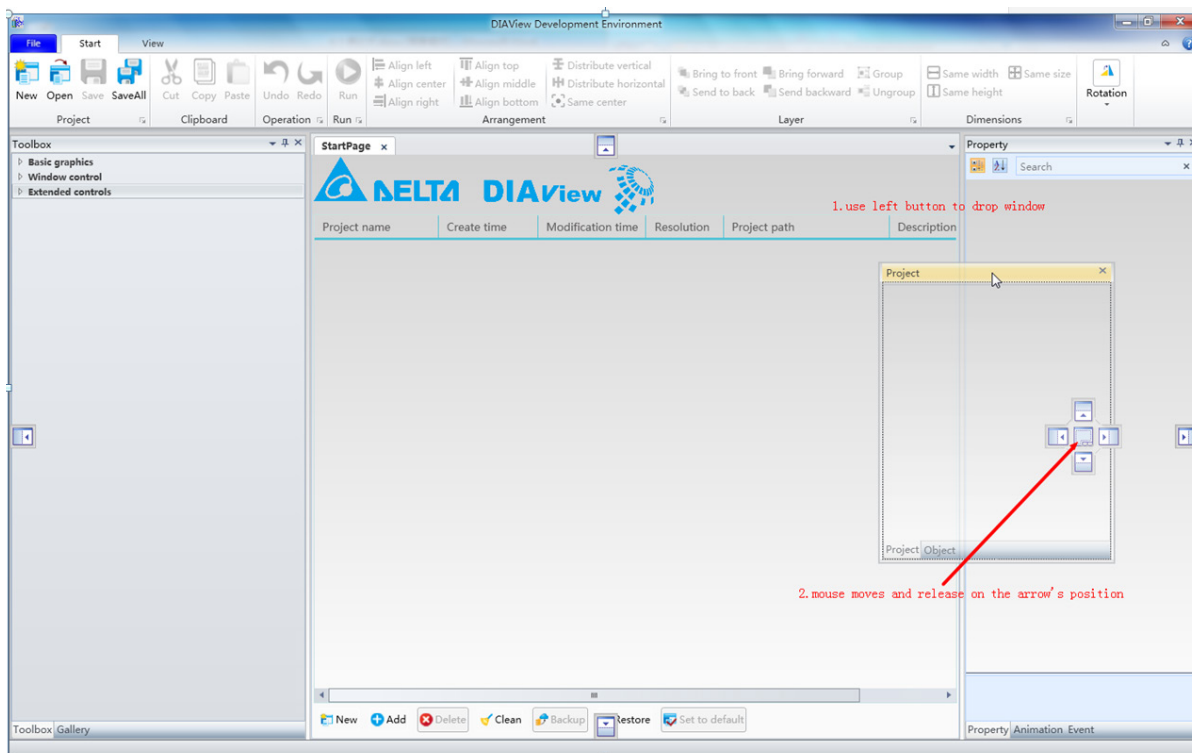 DIAView Development Environment
File Start View
New Open Save SaveAll Cut Copy Paste Undo Redo Run
Align left Align top Distribute vertical
Align center Align middle Distribute horizontal
Align right Align bottom Same center
Bring to front Bring forward Group
Send to back Send backward Ungroup
Same width Same size
Same height
Rotation
Project Clipboard Operation Run Arrangement Layer Dimensions
Toolbox
Basic graphics
Window control
Extended controls
StartPage
DELTA DIAView
Project name Create time Modification time Resolution Project path Description
Property
Search
1.use left button to drop window
Project
Project Object
2.mouse moves and release on the arrow's position
New Add Delete Clean Backup Restore Set to default
Toolbox Gallery
Property Animation Event